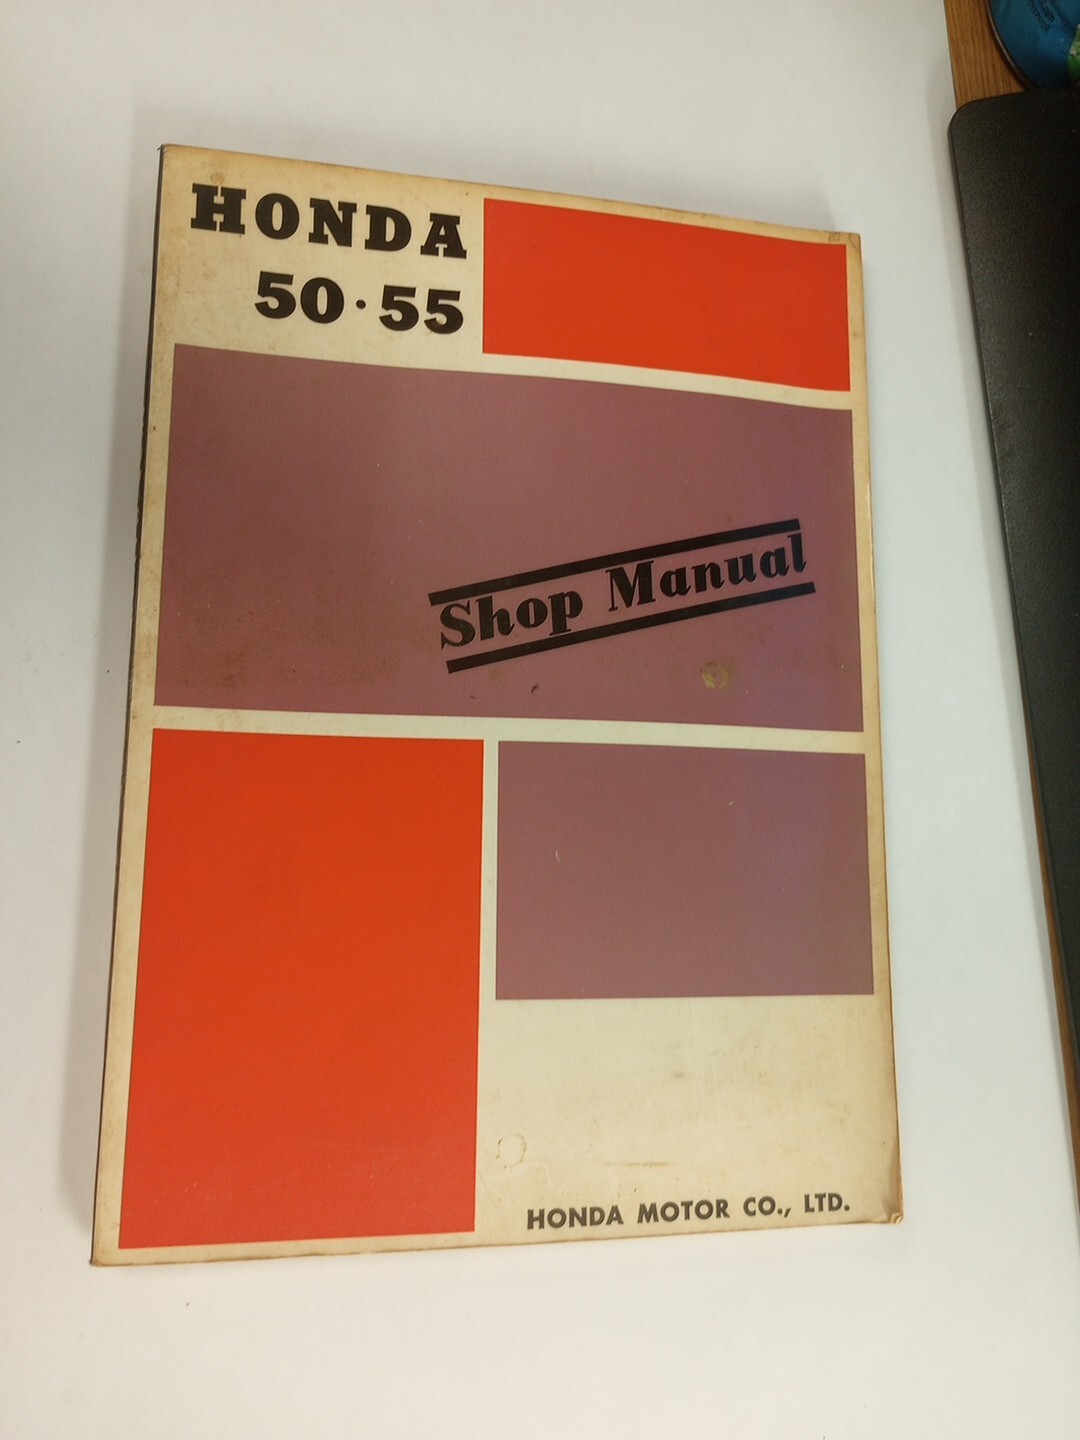 HONDA
50·55
Shop Manual
HONDA MOTOR CO., LTD.